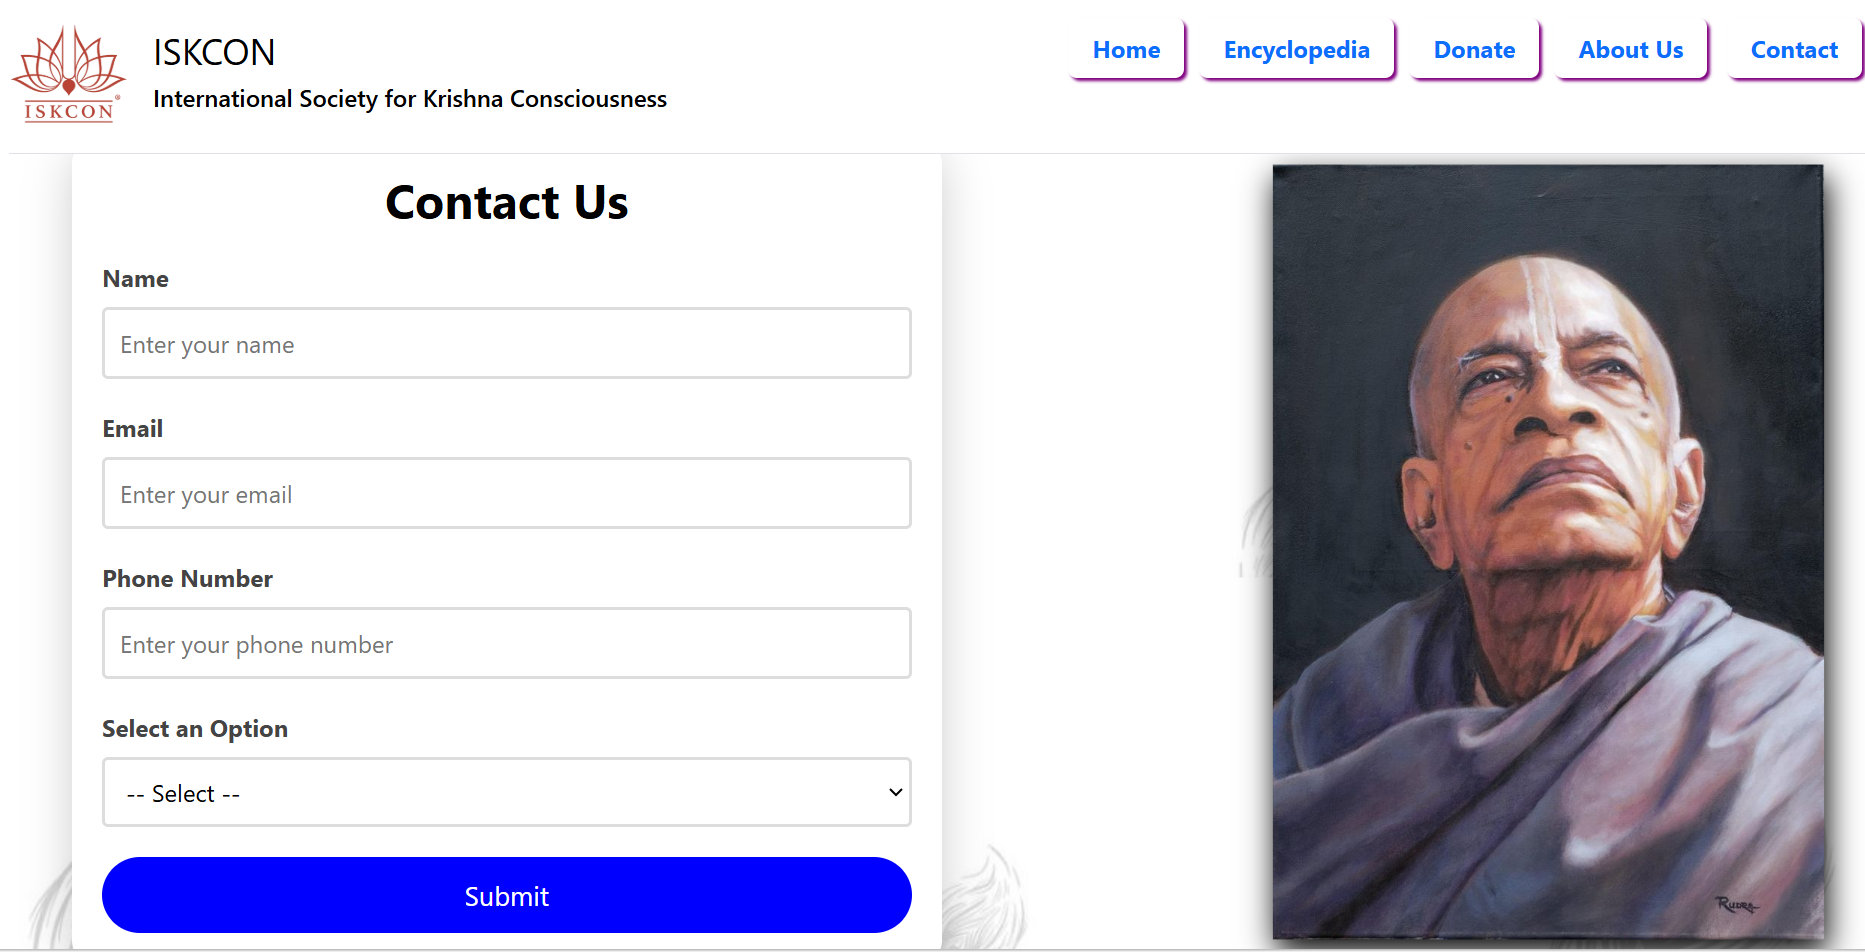 ISKCON
ISKCON®
International Society for Krishna Consciousness
Home Encyclopedia Donate About Us Contact
Contact Us
Name
Enter your name
Email
Enter your email
Phone Number
Enter your phone number
Select an Option
-- Select --
Submit
Rudra